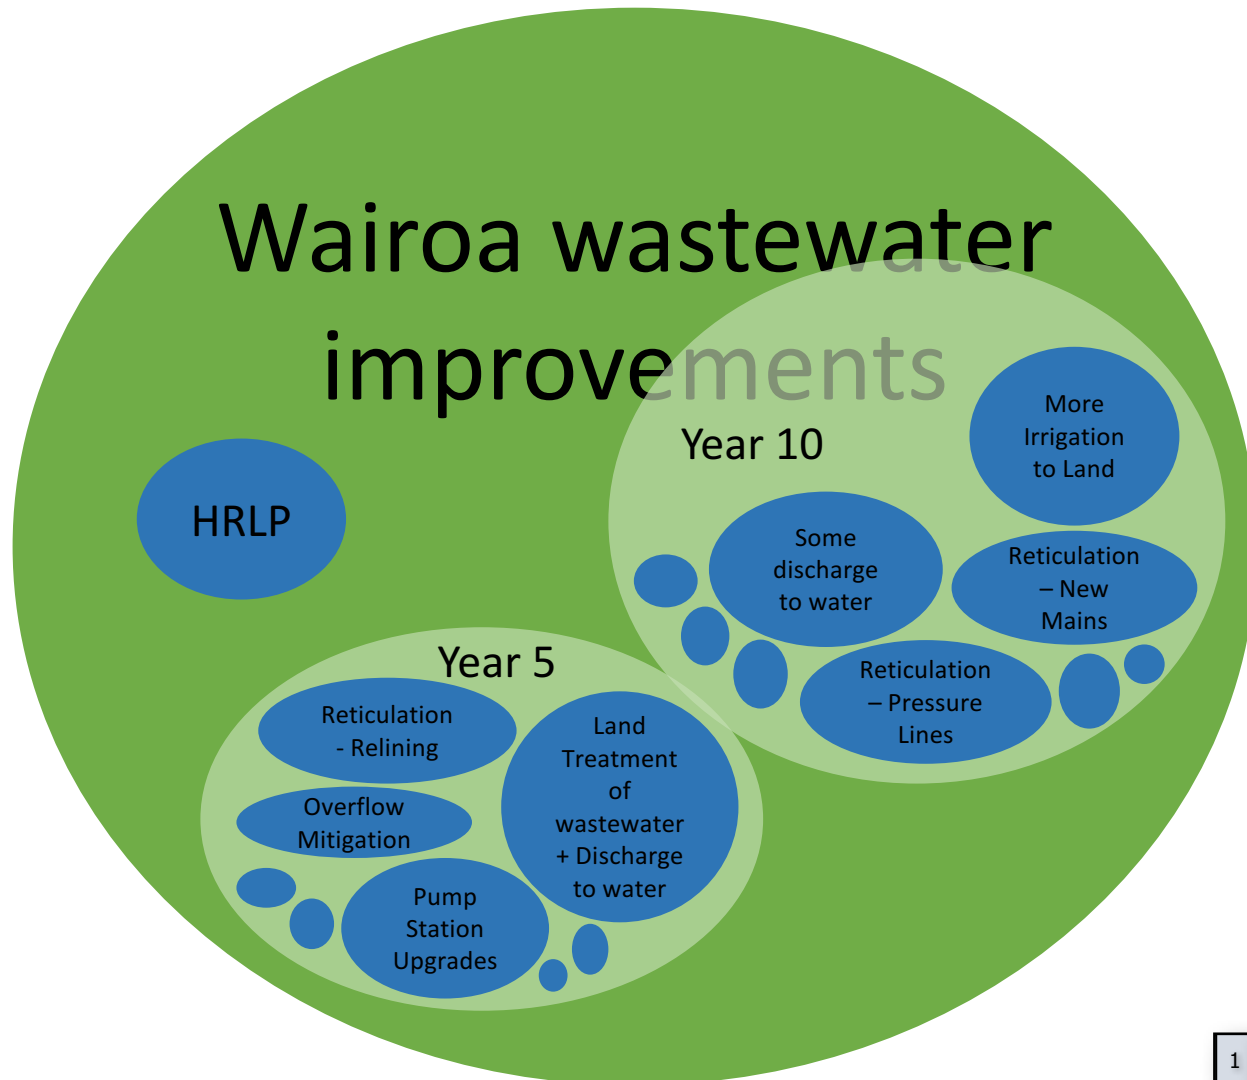 Wairoa wastewater
improvements
Year 10
More
Irrigation
to Land
HRLP
Some
discharge
to water
Reticulation
– New
Mains
Reticulation
– Pressure
Lines
Year 5
Reticulation
- Relining
Land
Treatment
of
wastewater
+ Discharge
to water
Overflow
Mitigation
Pump
Station
Upgrades
1